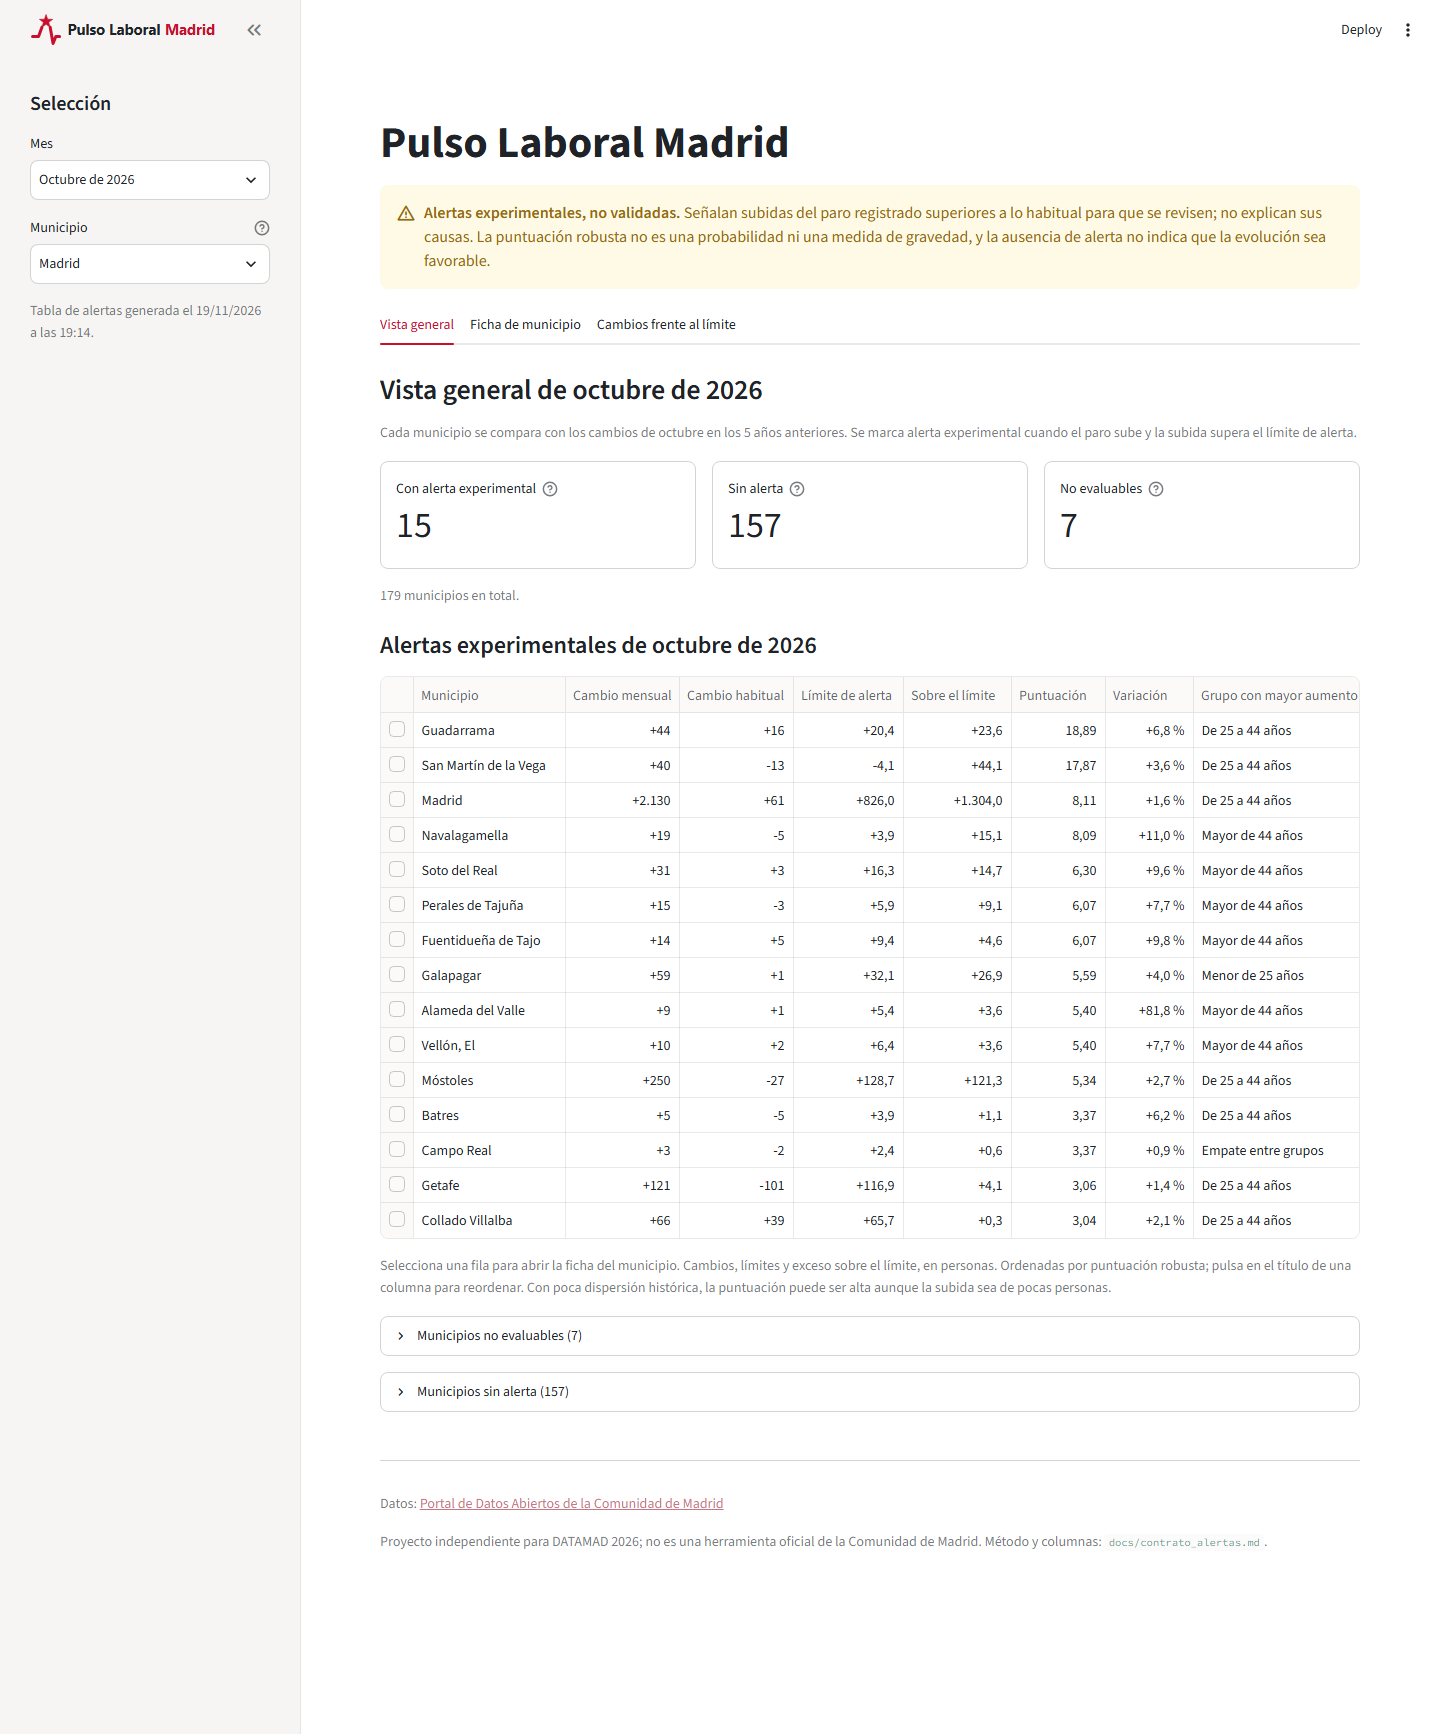 Pulso Laboral Madrid
Deploy
Selección
Mes
Octubre de 2026
Municipio
Madrid
Tabla de alertas generada el 19/11/2026
a las 19:14.
Pulso Laboral Madrid
Alertas experimentales, no validadas. Señalan subidas del paro registrado superiores a lo habitual para que se revisen; no explican sus
causas. La puntuación robusta no es una probabilidad ni una medida de gravedad, y la ausencia de alerta no indica que la evolución sea
favorable.
Vista general Ficha de municipio Cambios frente al límite
Vista general de octubre de 2026
Cada municipio se compara con los cambios de octubre en los 5 años anteriores. Se marca alerta experimental cuando el paro sube y la subida supera el límite de alerta.
Con alerta experimental Sin alerta No evaluables
15 157 7
179 municipios en total.
Alertas experimentales de octubre de 2026
Municipio Cambio mensual Cambio habitual Límite de alerta Sobre el límite Puntuación Variación Grupo con mayor aumento
Guadarrama +44 +16 +20,4 +23,6 18,89 +6,8 % De 25 a 44 años
San Martín de la Vega +40 -13 -4,1 +44,1 17,87 +3,6 % De 25 a 44 años
Madrid +2.130 +61 +826,0 +1.304,0 8,11 +1,6 % De 25 a 44 años
Navalagamella +19 -5 +3,9 +15,1 8,09 +11,0 % Mayor de 44 años
Soto del Real +31 +3 +16,3 +14,7 6,30 +9,6 % Mayor de 44 años
Perales de Tajuña +15 -3 +5,9 +9,1 6,07 +7,7 % Mayor de 44 años
Fuentidueña de Tajo +14 +5 +9,4 +4,6 6,07 +9,8 % Mayor de 44 años
Galapagar +59 +1 +32,1 +26,9 5,59 +4,0 % Menor de 25 años
Alameda del Valle +9 +1 +5,4 +3,6 5,40 +81,8 % Mayor de 44 años
Vellón, El +10 +2 +6,4 +3,6 5,40 +7,7 % Mayor de 44 años
Móstoles +250 -27 +128,7 +121,3 5,34 +2,7 % De 25 a 44 años
Batres +5 -5 +3,9 +1,1 3,37 +6,2 % De 25 a 44 años
Campo Real +3 -2 +2,4 +0,6 3,37 +0,9 % Empate entre grupos
Getafe +121 -101 +116,9 +4,1 3,06 +1,4 % De 25 a 44 años
Collado Villalba +66 +39 +65,7 +0,3 3,04 +2,1 % De 25 a 44 años
Selecciona una fila para abrir la ficha del municipio. Cambios, límites y exceso sobre el límite, en personas. Ordenadas por puntuación robusta; pulsa en el título de una
columna para reordenar. Con poca dispersión histórica, la puntuación puede ser alta aunque la subida sea de pocas personas.
Municipios no evaluables (7)
Municipios sin alerta (157)
Datos: Portal de Datos Abiertos de la Comunidad de Madrid
Proyecto independiente para DATAMAD 2026; no es una herramienta oficial de la Comunidad de Madrid. Método y columnas: docs/contrato_alertas.md.